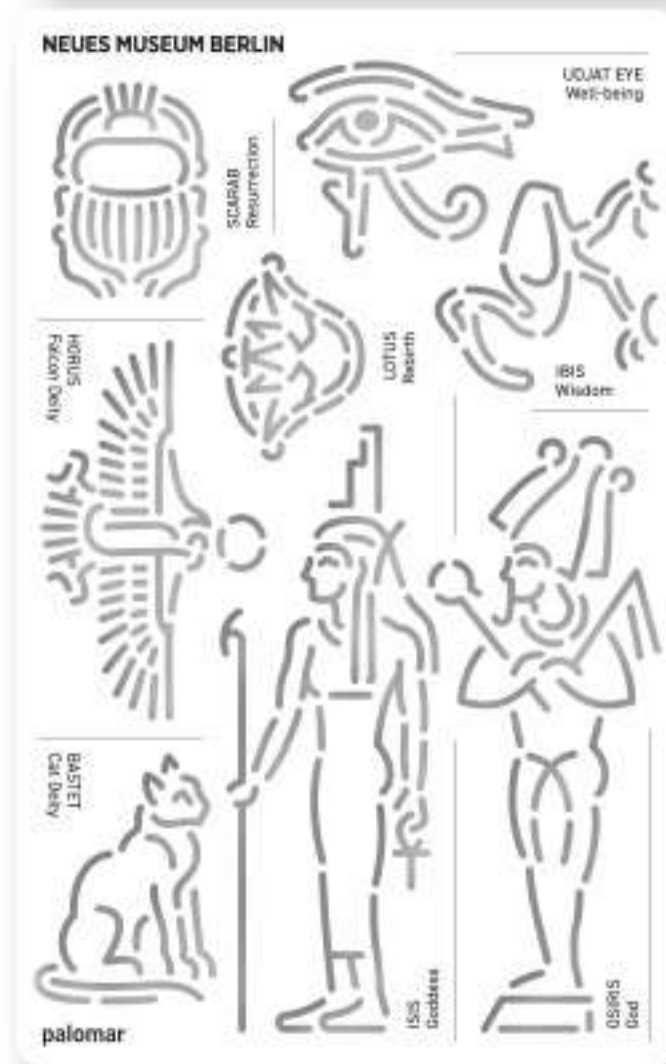 NEUES MUSEUM BERLIN
UDJAT EYE
Well-being
SCARAB
Resurrection
LOTUS
Rebirth
HORUS
Falcon Deity
IBIS
Wisdom
BASTET
Cat Deity
ISIS
Goddess
OSIRIS
God
palomar